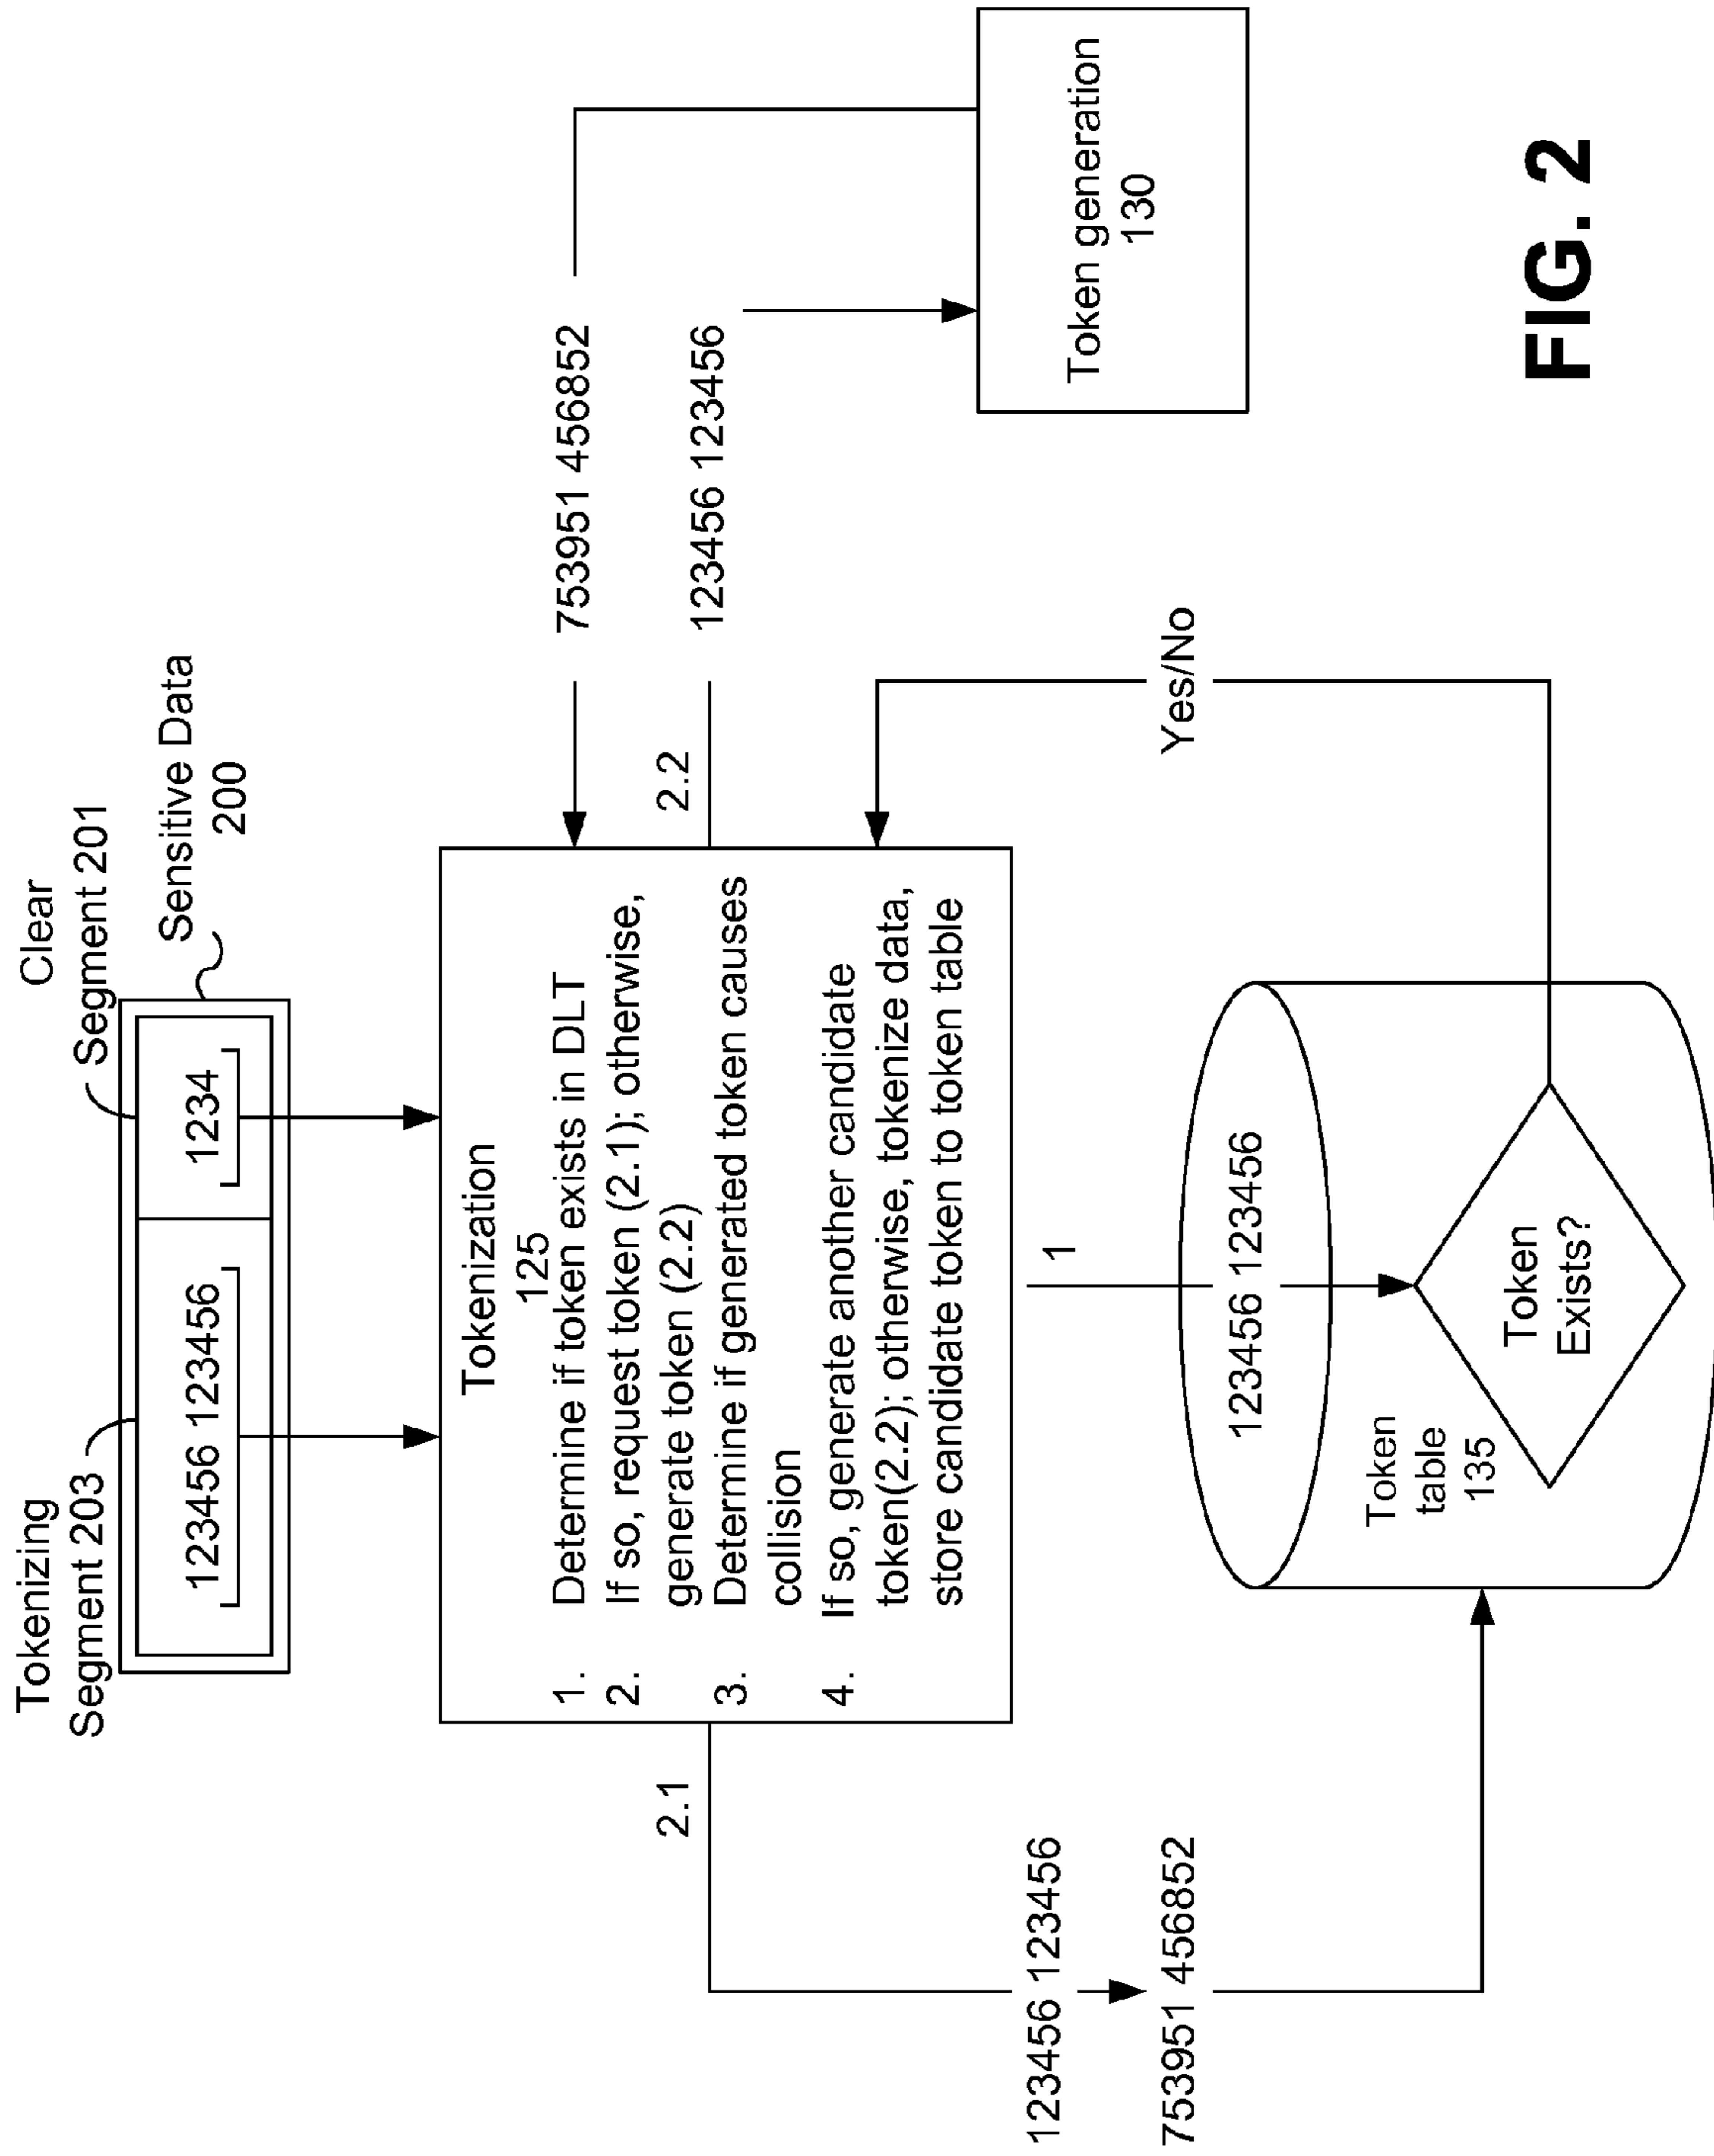 Tokenizing
Segment 203
Clear
Segment 201
Sensitive Data
200
123456 123456
1234
Tokenization
125
1. Determine if token exists in DLT
2. If so, request token (2.1); otherwise,
generate token (2.2)
3. Determine if generated token causes
collision
4. If so, generate another candidate
token(2.2); otherwise, tokenize data,
store candidate token to token table
2.1
2.2
753951 456852
123456 123456
Token generation
130
123456 123456
753951 456852
1
123456 123456
Token
table
135
Token
Exists?
Yes/No
FIG. 2